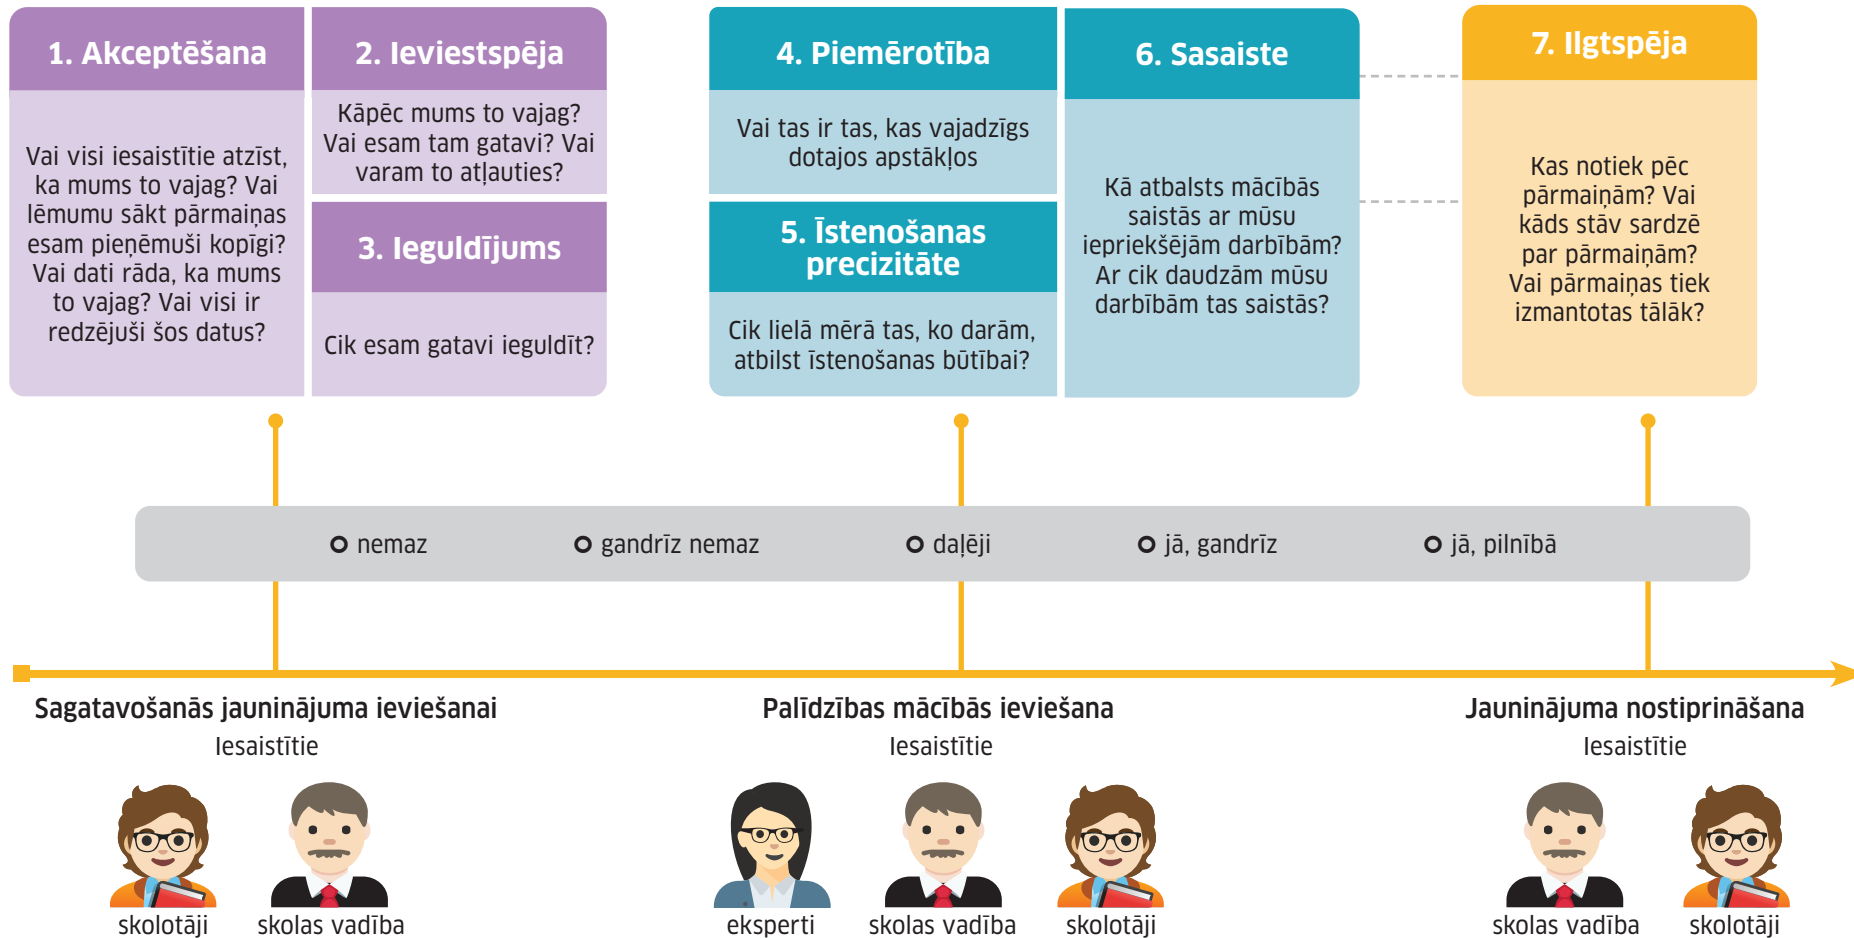 1. Akceptēšana
Vai visi iesaistītie atzīst,
ka mums to vajag? Vai
lēmumu sākt pārmaiņas
esam pieņēmuši kopīgi?
Vai dati rāda, ka mums
to vajag? Vai visi ir
redzējuši šos datus?
2. Ieviestspēja
Kāpēc mums to vajag?
Vai esam tam gatavi? Vai
varam to atļauties?
3. Ieguldījums
Cik esam gatavi ieguldīt?
4. Piemērotība
Vai tas ir tas, kas vajadzīgs
dotajos apstākļos
5. Īstenošanas
precizitāte
Cik lielā mērā tas, ko darām,
atbilst īstenošanas būtībai?
6. Sasaiste
Kā atbalsts mācībās
saistās ar mūsu
iepriekšējām darbībām?
Ar cik daudzām mūsu
darbībām tas saistās?
7. Ilgtspēja
Kas notiek pēc
pārmaiņām? Vai
kāds stāv sardzē
par pārmaiņām?
Vai pārmaiņas tiek
izmantotas tālāk?
nemaz
gandrīz nemaz
daļēji
jā, gandrīz
jā, pilnībā
Sagatavošanās jauninājuma ieviešanai
Iesaistītie
skolotāji
skolas vadība
Palīdzības mācībās ieviešana
Iesaistītie
eksperti
skolas vadība
skolotāji
Jauninājuma nostiprināšana
Iesaistītie
skolas vadība
skolotāji